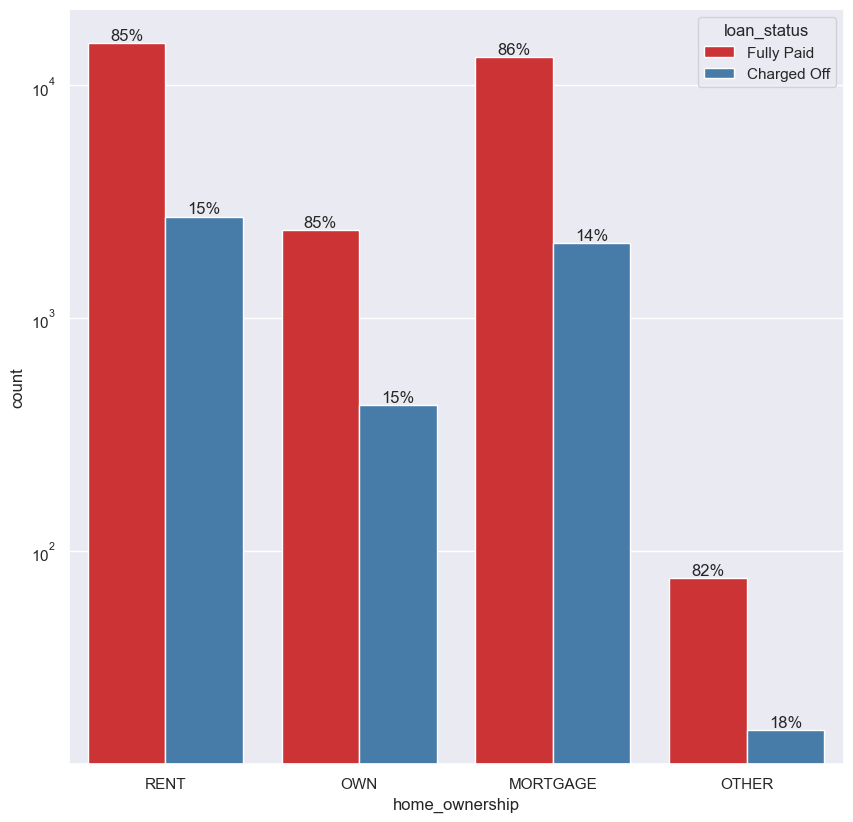 loan_status
Fully Paid
Charged Off
85%
15%
85%
15%
86%
14%
82%
18%
10⁴
10³
10²
count
RENT
OWN
MORTGAGE
OTHER
home_ownership